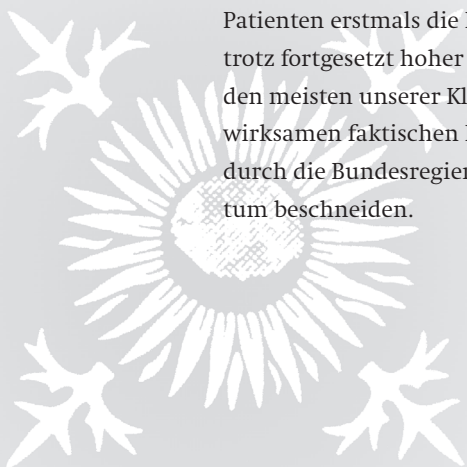 Patienten erstmals die
trotz fortgesetzt hoher
den meisten unserer
wirksamen faktischen
durch die
tum beschneiden.